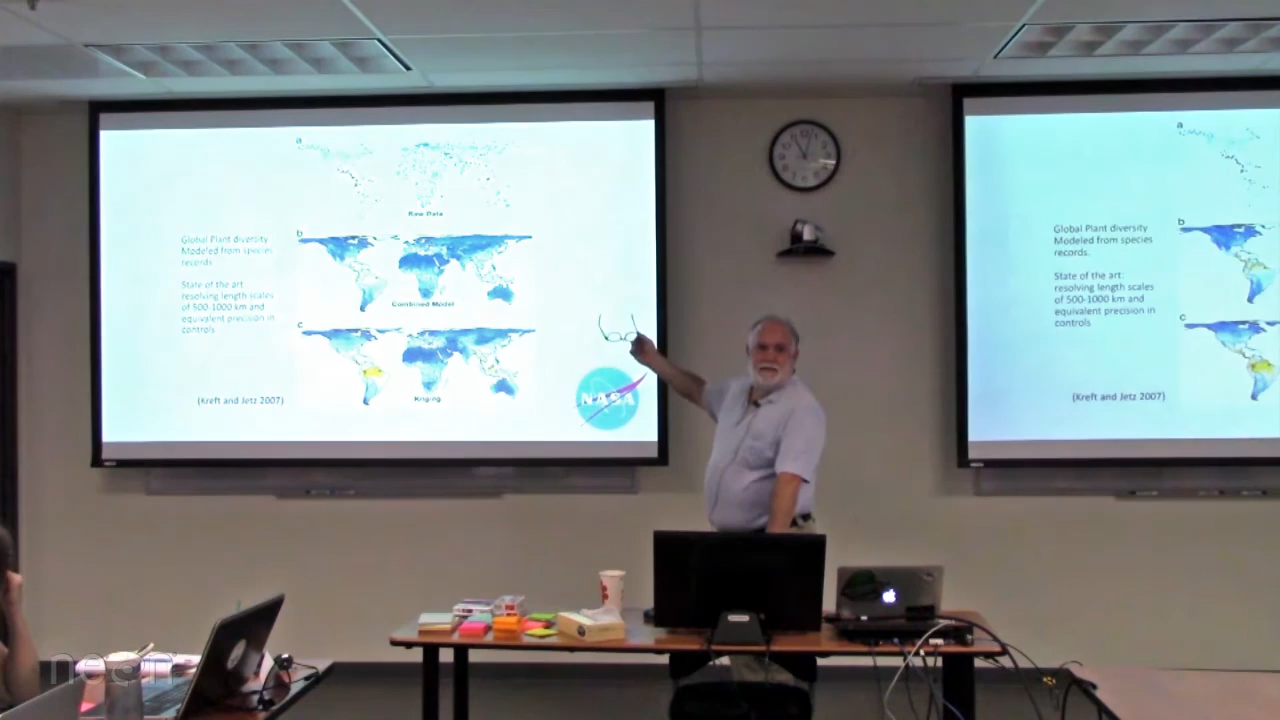 a
Raw Data
b
Global Plant diversity
Modeled from species
records
State of the art
resolving length scales
of 500-1000 km and
equivalent precision in
controls
Combined Model
c
Kriging
(Kreft and Jetz 2007)
NASA
a
b
Global Plant diversity
Modeled from species
records.
State of the art:
resolving length scales
of 500-1000 km and
equivalent precision in
controls
c
(Kreft and Jetz 2007)
neon